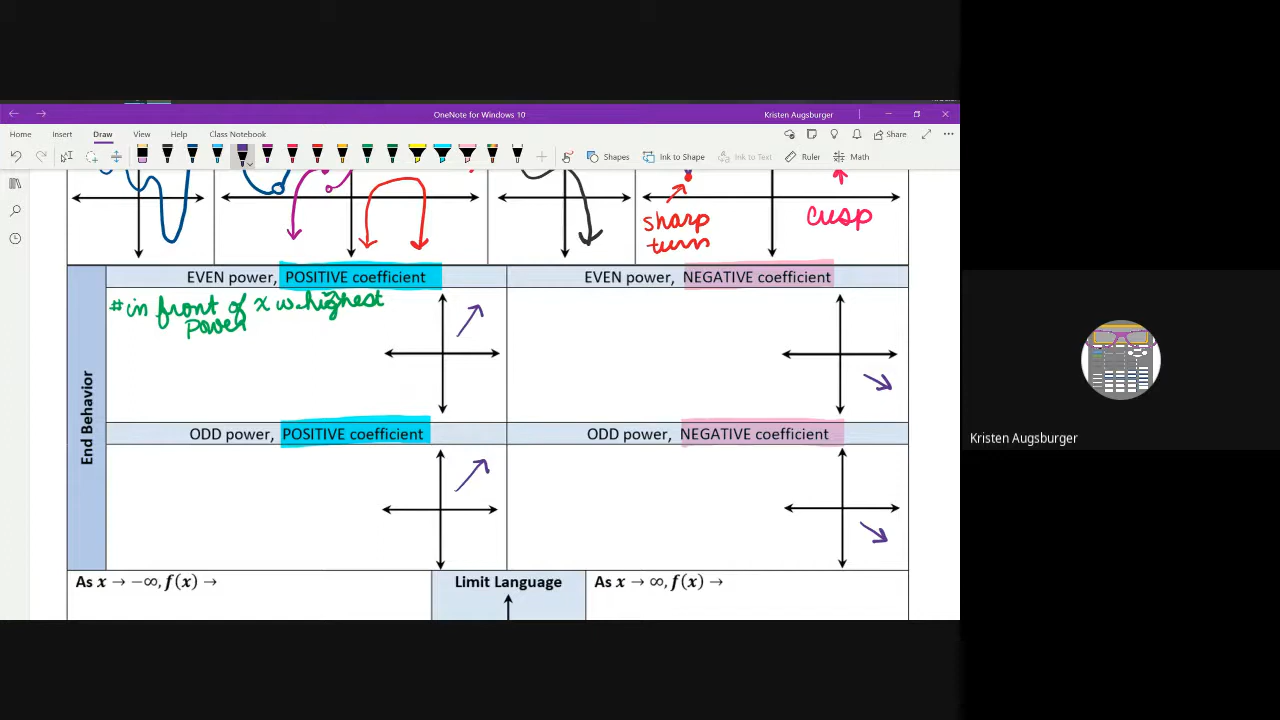 OneNote for Windows 10
Kristen Augsburger
Home Insert Draw View Help Class Notebook
Share
Shapes Ink to Shape Ink to Text Ruler Math
sharp
turn
cusp
EVEN power, POSITIVE coefficient
EVEN power, NEGATIVE coefficient
# in front of x w. highest
power
End Behavior
ODD power, POSITIVE coefficient
ODD power, NEGATIVE coefficient
As x → −∞, f(x) →
Limit Language
As x → ∞, f(x) →
Kristen Augsburger